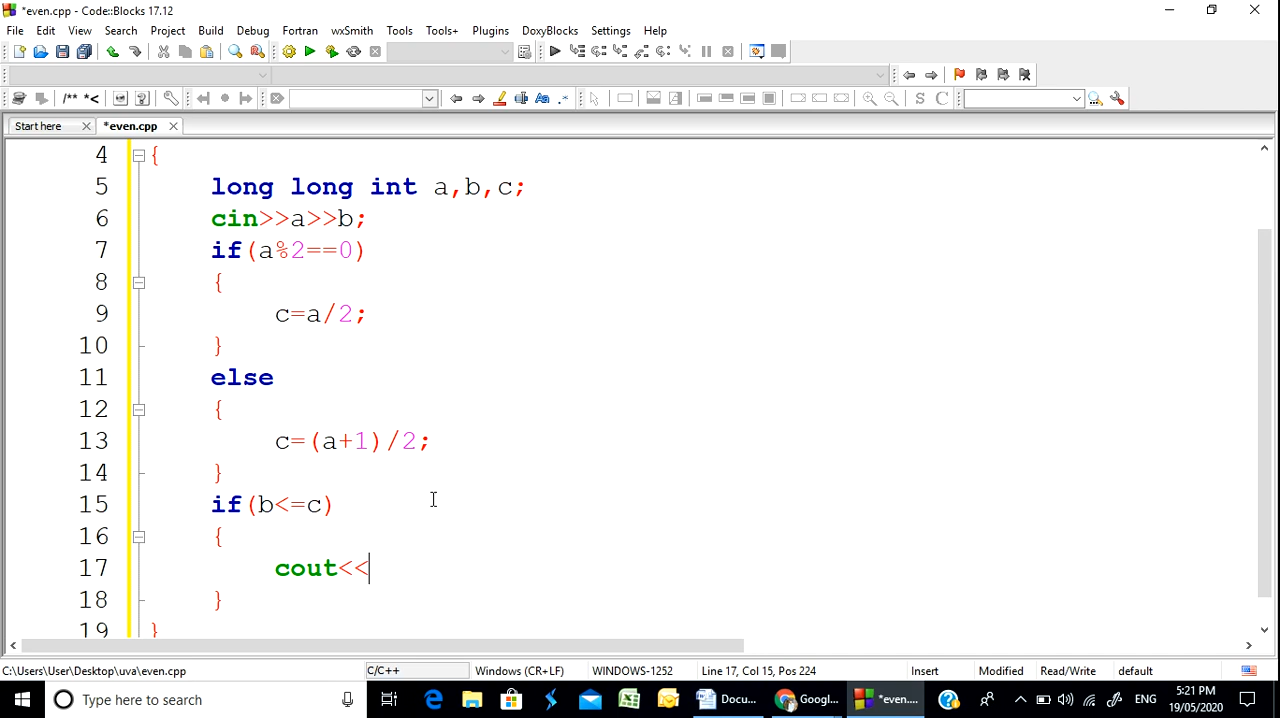 *even.cpp - Code::Blocks 17.12
File Edit View Search Project Build Debug Fortran wxSmith Tools Tools+ Plugins DoxyBlocks Settings Help
/** *<
Aa .* S C
Start here *even.cpp
4 {
5 long long int a,b,c;
6 cin>>a>>b;
7 if(a%2==0)
8 {
9 c=a/2;
10 }
11 else
12 {
13 c=(a+1)/2;
14 }
15 if(b<=c)
16 {
17 cout<<
18 }
19 }
C:\Users\User\Desktop\uva\even.cpp C/C++ Windows (CR+LF) WINDOWS-1252 Line 17, Col 15, Pos 224 Insert Modified Read/Write default
Type here to search Docu... Googl... *even.... ENG 5:21 PM
19/05/2020